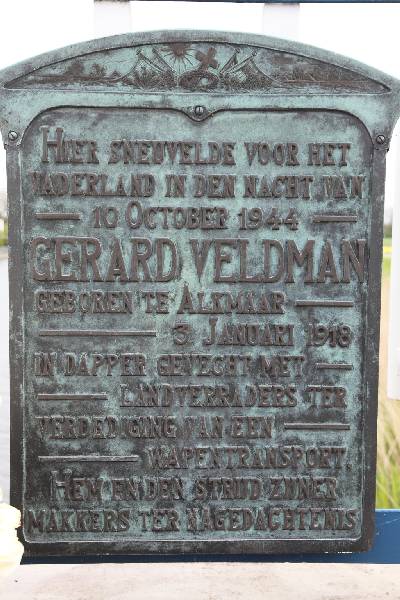 HIER SNEUVELDE VOOR HET
VADERLAND IN DEN NACHT VAN
10 OCTOBER 1944
GERARD VELDMAN
GEBOREN TE ALKMAAR
3 JANUARI 1918
IN DAPPER GEVECHT MET
LANDVERRADERS TER
VERDEDIGING VAN EEN
WAPENTRANSPORT.
HEM EN DEN STRIJD ZIJNER
MAKKERS TER NAGEDACHTENIS